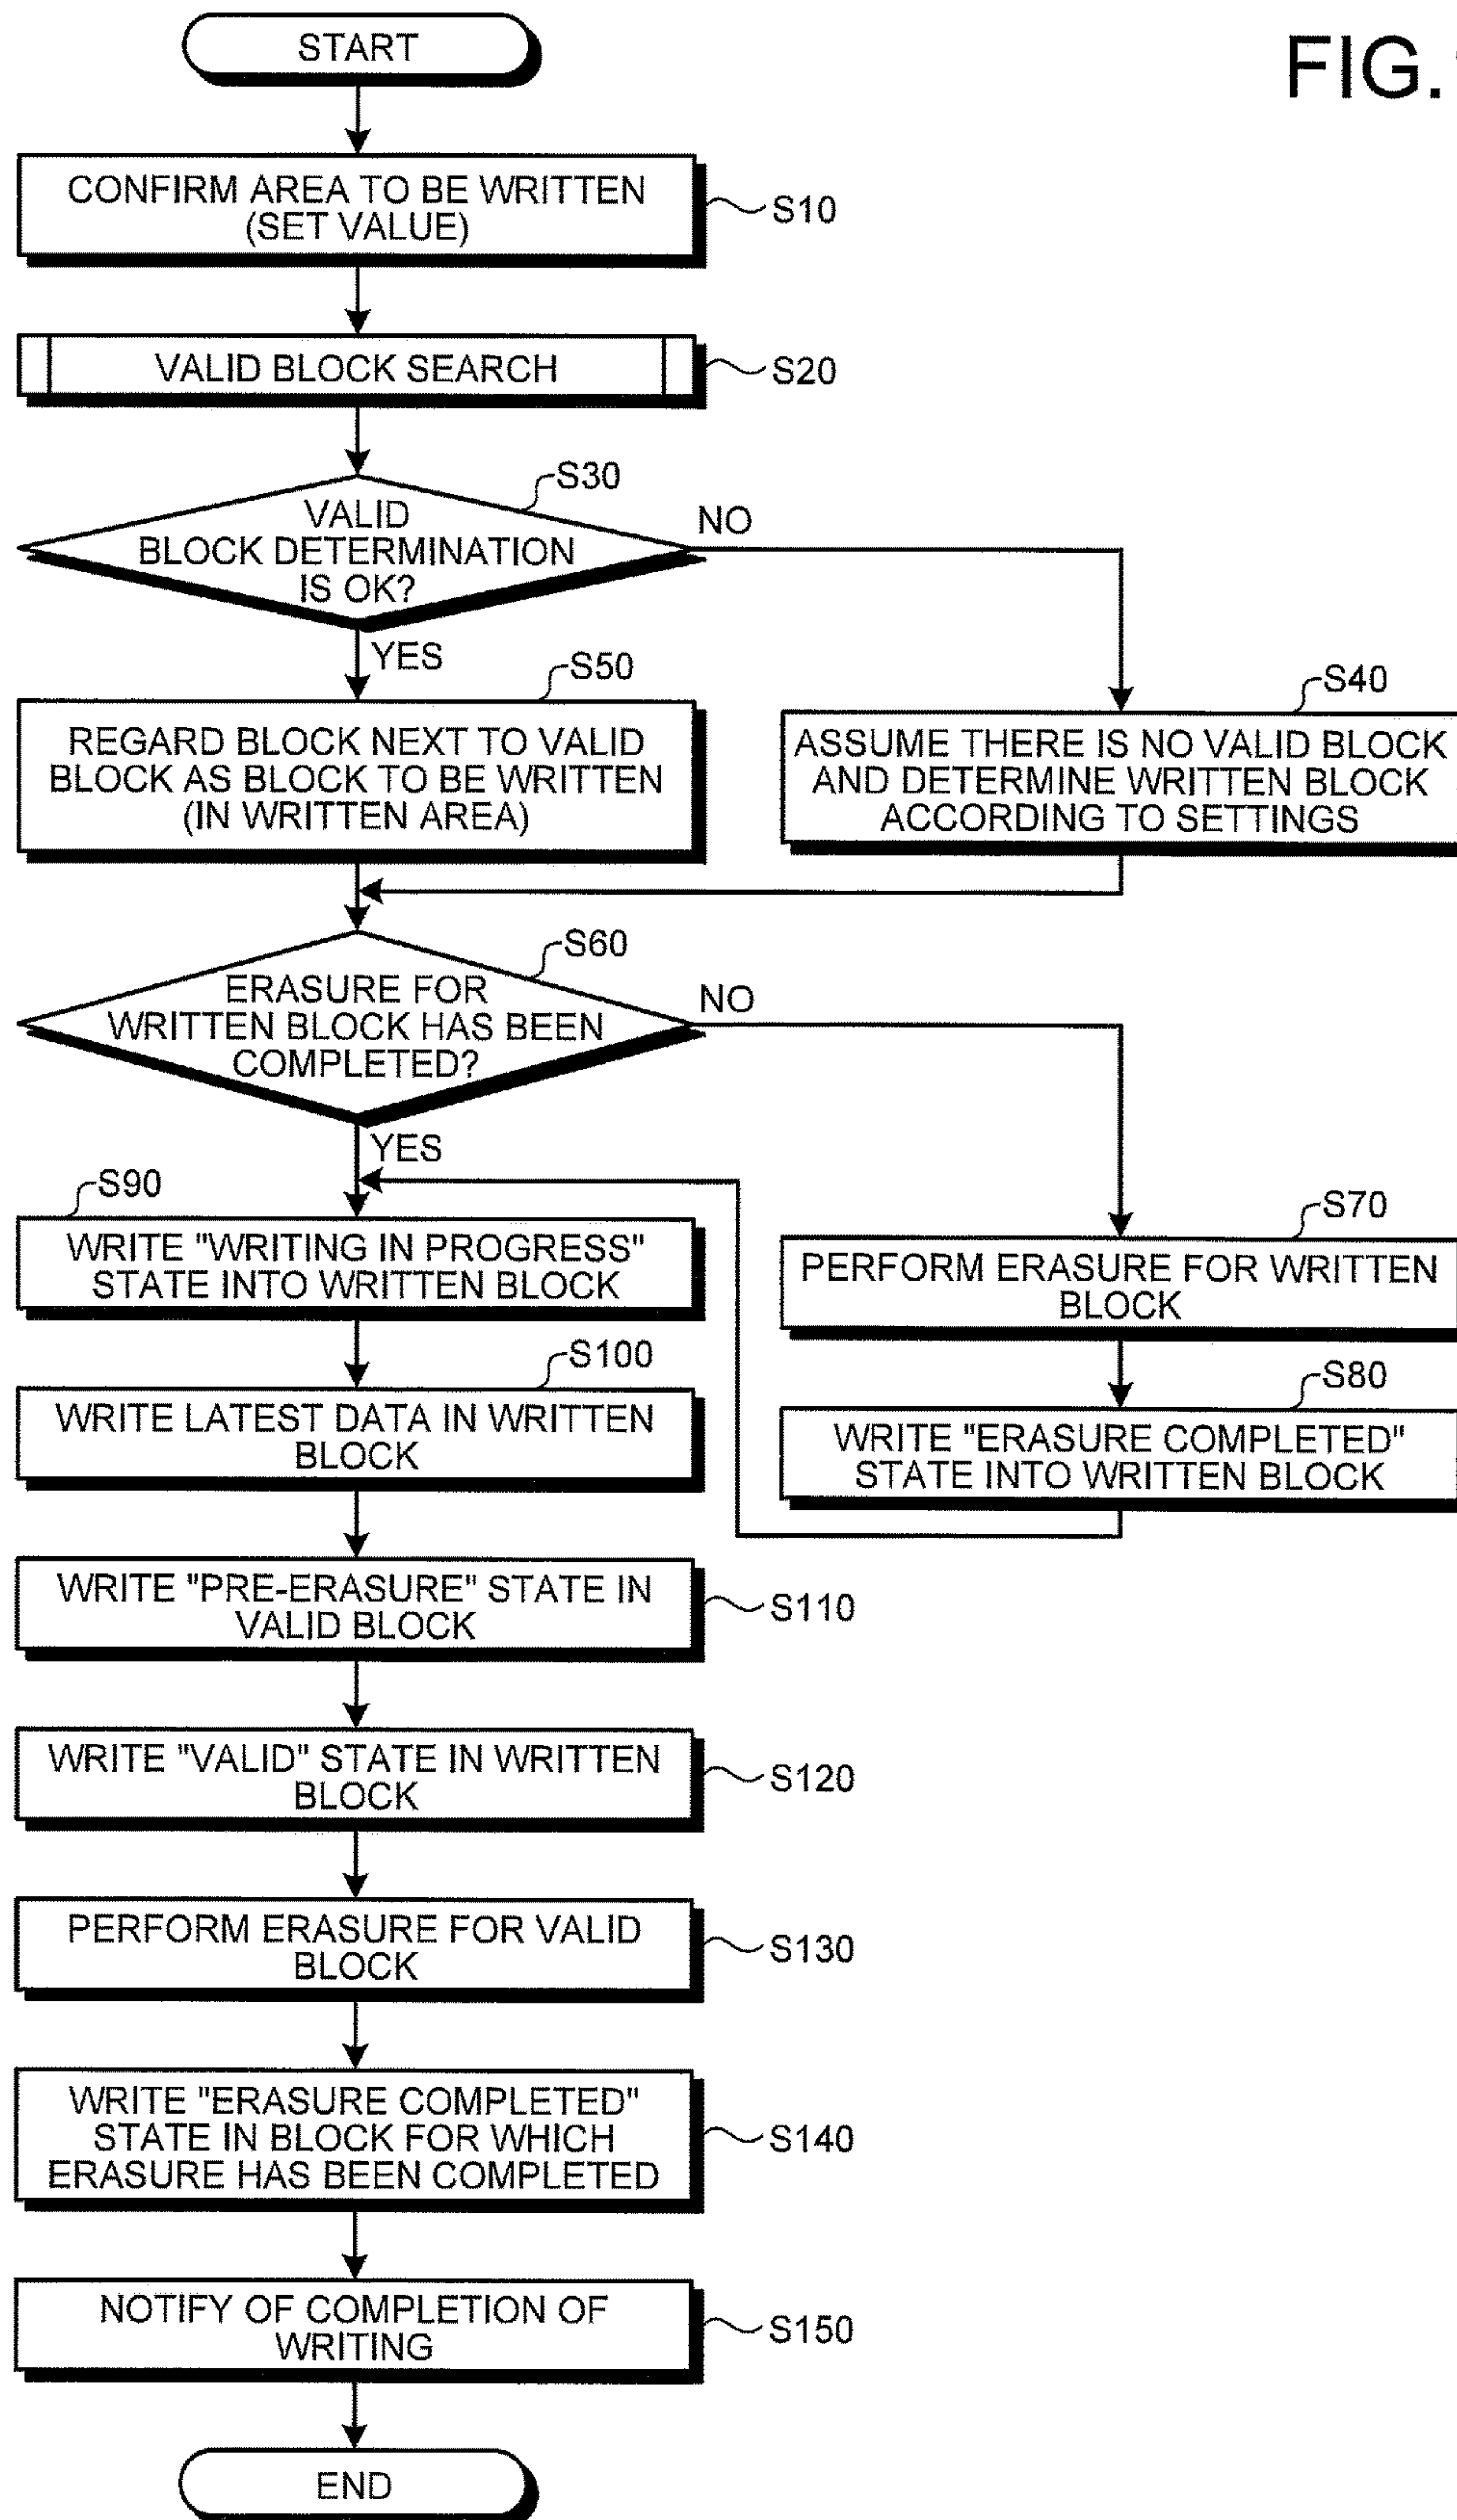 FIG.
START
CONFIRM AREA TO BE WRITTEN
(SET VALUE)
S10
VALID BLOCK SEARCH
S20
S30
VALID
BLOCK DETERMINATION
IS OK?
NO
YES
S50
REGARD BLOCK NEXT TO VALID
BLOCK AS BLOCK TO BE WRITTEN
(IN WRITTEN AREA)
S40
ASSUME THERE IS NO VALID BLOCK
AND DETERMINE WRITTEN BLOCK
ACCORDING TO SETTINGS
S60
ERASURE FOR
WRITTEN BLOCK HAS BEEN
COMPLETED?
NO
YES
S70
PERFORM ERASURE FOR WRITTEN
BLOCK
S80
WRITE "ERASURE COMPLETED"
STATE INTO WRITTEN BLOCK
S90
WRITE "WRITING IN PROGRESS"
STATE INTO WRITTEN BLOCK
S100
WRITE LATEST DATA IN WRITTEN
BLOCK
WRITE "PRE-ERASURE" STATE IN
VALID BLOCK
S110
WRITE "VALID" STATE IN WRITTEN
BLOCK
S120
PERFORM ERASURE FOR VALID
BLOCK
S130
WRITE "ERASURE COMPLETED"
STATE IN BLOCK FOR WHICH
ERASURE HAS BEEN COMPLETED
S140
NOTIFY OF COMPLETION OF
WRITING
S150
END